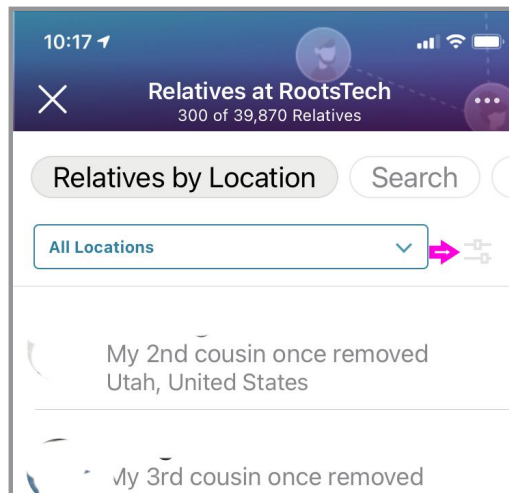 10:17
Relatives at RootsTech
300 of 39,870 Relatives
Relatives by Location
Search
All Locations
My 2nd cousin once removed
Utah, United States
My 3rd cousin once removed